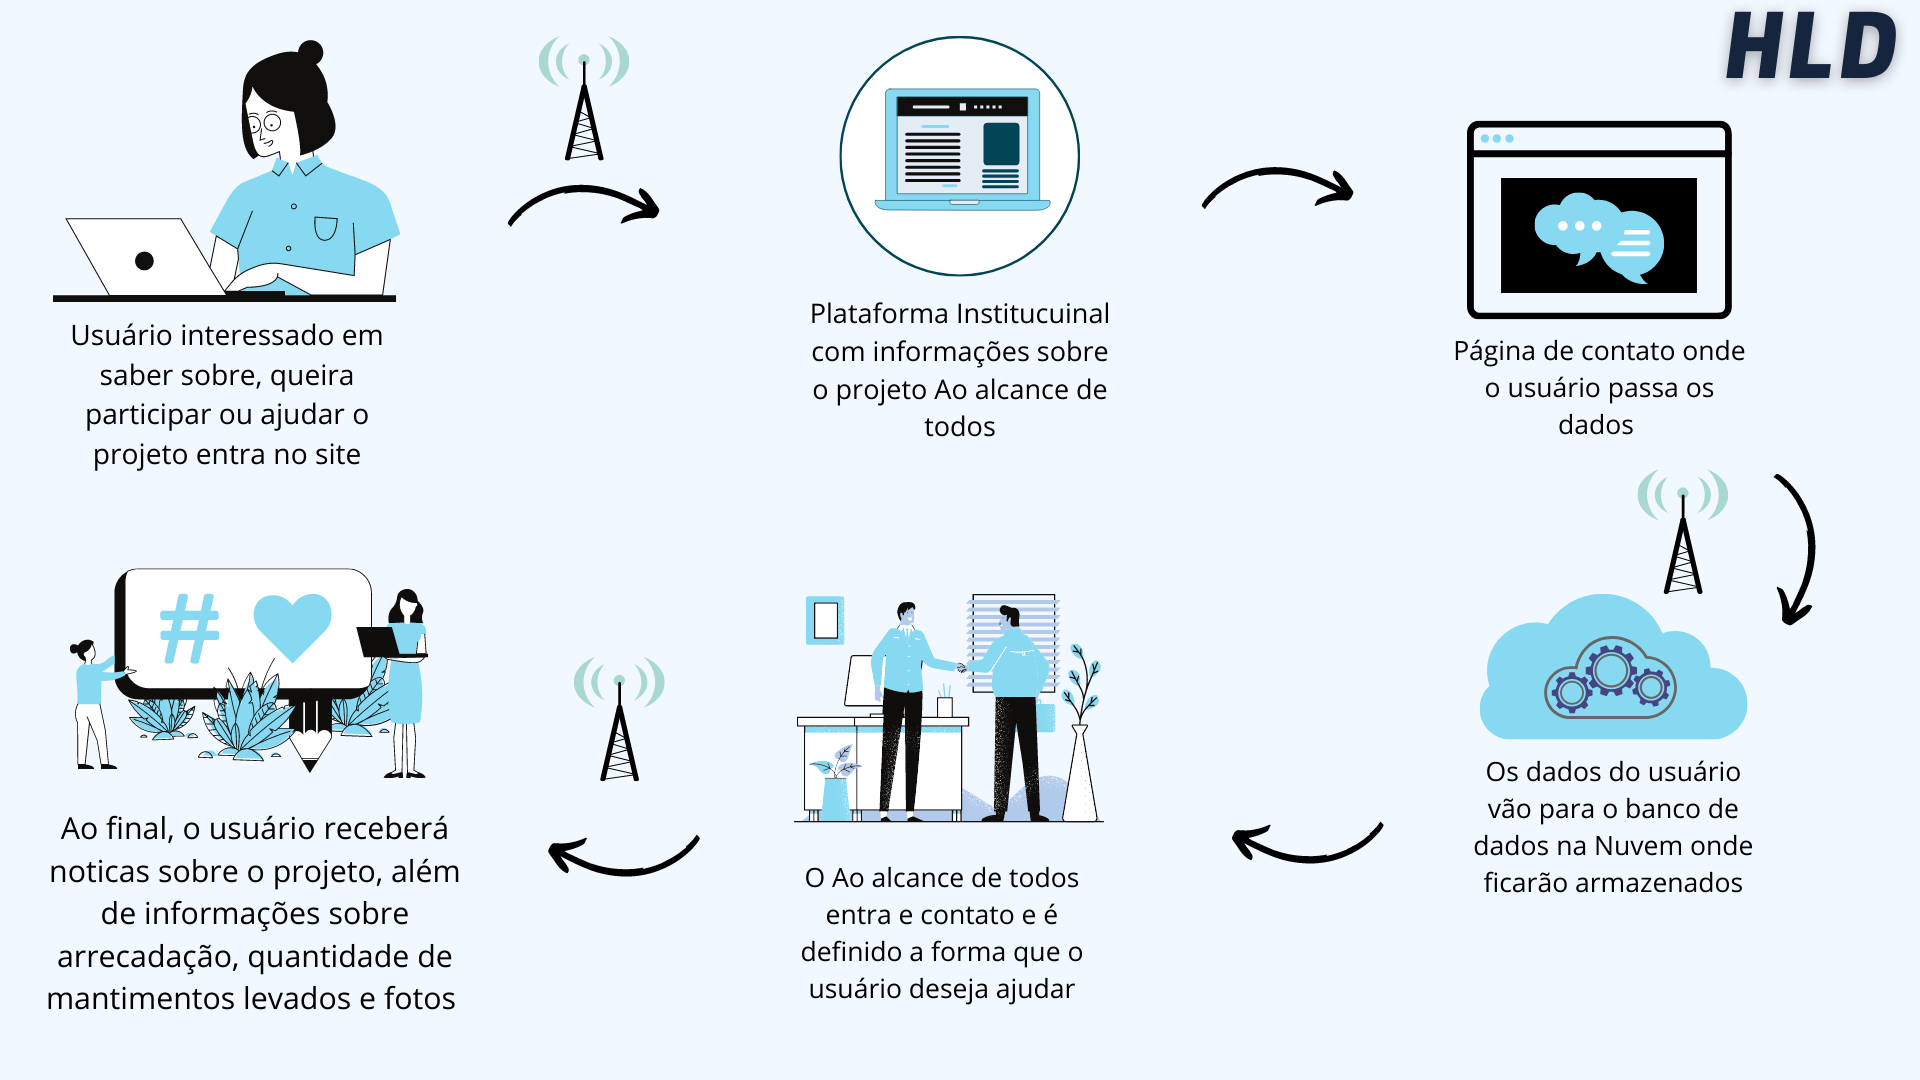 HLD
Usuário interessado em
saber sobre, queira
participar ou ajudar o
projeto entra no site
Plataforma Institucuinal
com informações sobre
o projeto Ao alcance de
todos
Página de contato onde
o usuário passa os
dados
Os dados do usuário
vão para o banco de
dados na Nuvem onde
ficarão armazenados
O Ao alcance de todos
entra e contato e é
definido a forma que o
usuário deseja ajudar
#
Ao final, o usuário receberá
noticas sobre o projeto, além
de informações sobre
arrecadação, quantidade de
mantimentos levados e fotos